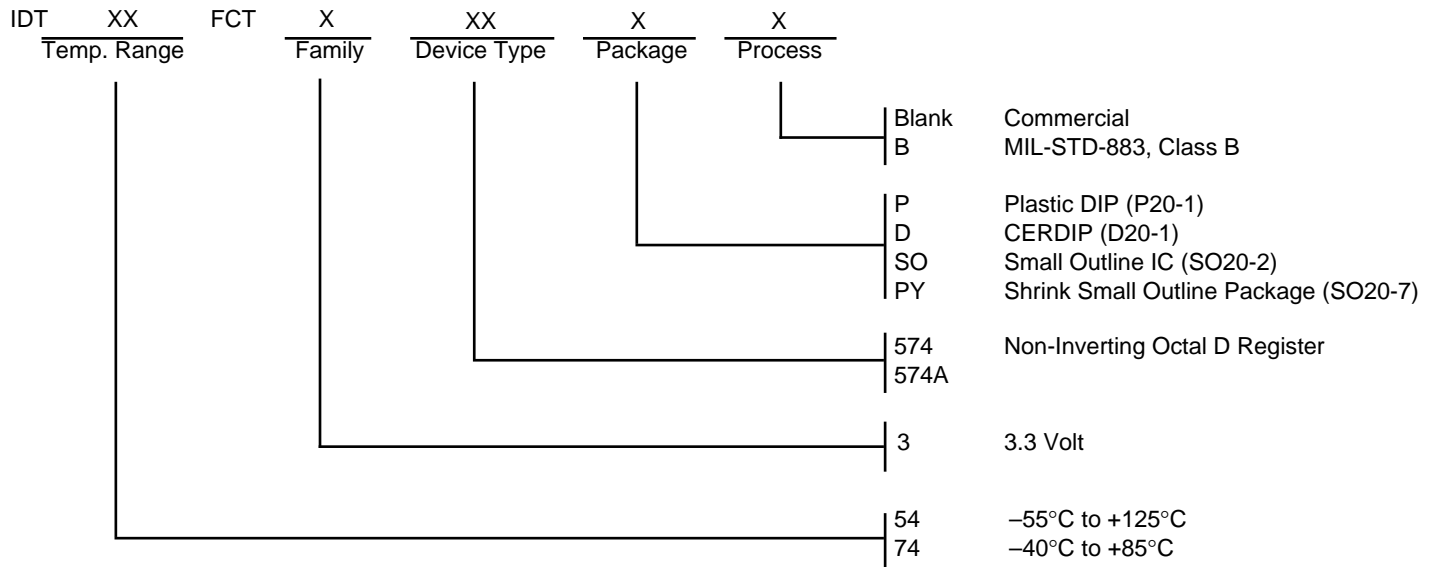 IDT XX FCT X XX X X
Temp. Range Family Device Type Package Process
Blank Commercial
B MIL-STD-883, Class B
P Plastic DIP (P20-1)
D CERDIP (D20-1)
SO Small Outline IC (SO20-2)
PY Shrink Small Outline Package (SO20-7)
574 Non-Inverting Octal D Register
574A
3 3.3 Volt
54 –55°C to +125°C
74 –40°C to +85°C